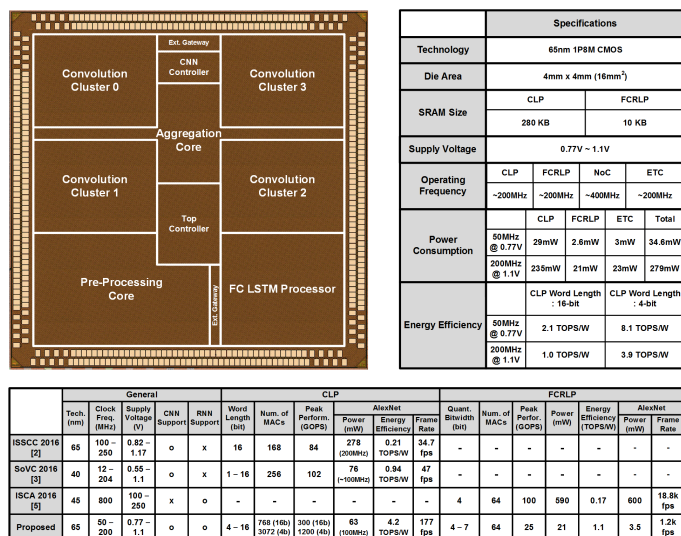 Ext. Gateway
CNN
Controller
Convolution
Cluster 0
Convolution
Cluster 3
Aggregation
Core
Convolution
Cluster 1
Convolution
Cluster 2
Top
Controller
Pre-Processing
Core
Ext. Gateway
FC LSTM Processor
Specifications
Technology 65nm 1P8M CMOS
Die Area 4mm x 4mm (16mm²)
SRAM Size CLP FCRLP
280 KB 10 KB
Supply Voltage 0.77V ~ 1.1V
Operating Frequency CLP FCRLP NoC ETC
~200MHz ~200MHz ~400MHz ~200MHz
Power Consumption CLP FCRLP ETC Total
50MHz @ 0.77V 29mW 2.6mW 3mW 34.6mW
200MHz @ 1.1V 235mW 21mW 23mW 279mW
Energy Efficiency CLP Word Length : 16-bit CLP Word Length : 4-bit
50MHz @ 0.77V 2.1 TOPS/W 8.1 TOPS/W
200MHz @ 1.1V 1.0 TOPS/W 3.9 TOPS/W
General CLP FCRLP
Tech. (nm) Clock Freq. (MHz) Supply Voltage (V) CNN Support RNN Support Word Length (bit) Num. of MACs Peak Perform. (GOPS) AlexNet Quant. Bitwidth (bit) Num. of MACs Peak Perfor. (GOPS) Power (mW) Energy Efficiency (TOPS/W) AlexNet
Power (mW) Energy Efficiency Frame Rate Power (mW) Frame Rate
ISSCC 2016 [2] 65 100 – 250 0.82 – 1.17 o x 16 168 84 278 (200MHz) 0.21 TOPS/W 34.7 fps - - - - - - -
SoVC 2016 [3] 40 12 – 204 0.55 – 1.1 o x 1 – 16 256 102 76 (~100MHz) 0.94 TOPS/W 47 fps - - - - - - -
ISCA 2016 [5] 45 800 100 – 250 x o - - - - - - 4 64 100 590 0.17 600 18.8k fps
Proposed 65 50 – 200 0.77 – 1.1 o o 4 – 16 768 (16b) 3072 (4b) 300 (16b) 1200 (4b) 63 (100MHz) 4.2 TOPS/W 177 fps 4 – 7 64 25 21 1.1 3.5 1.2k fps